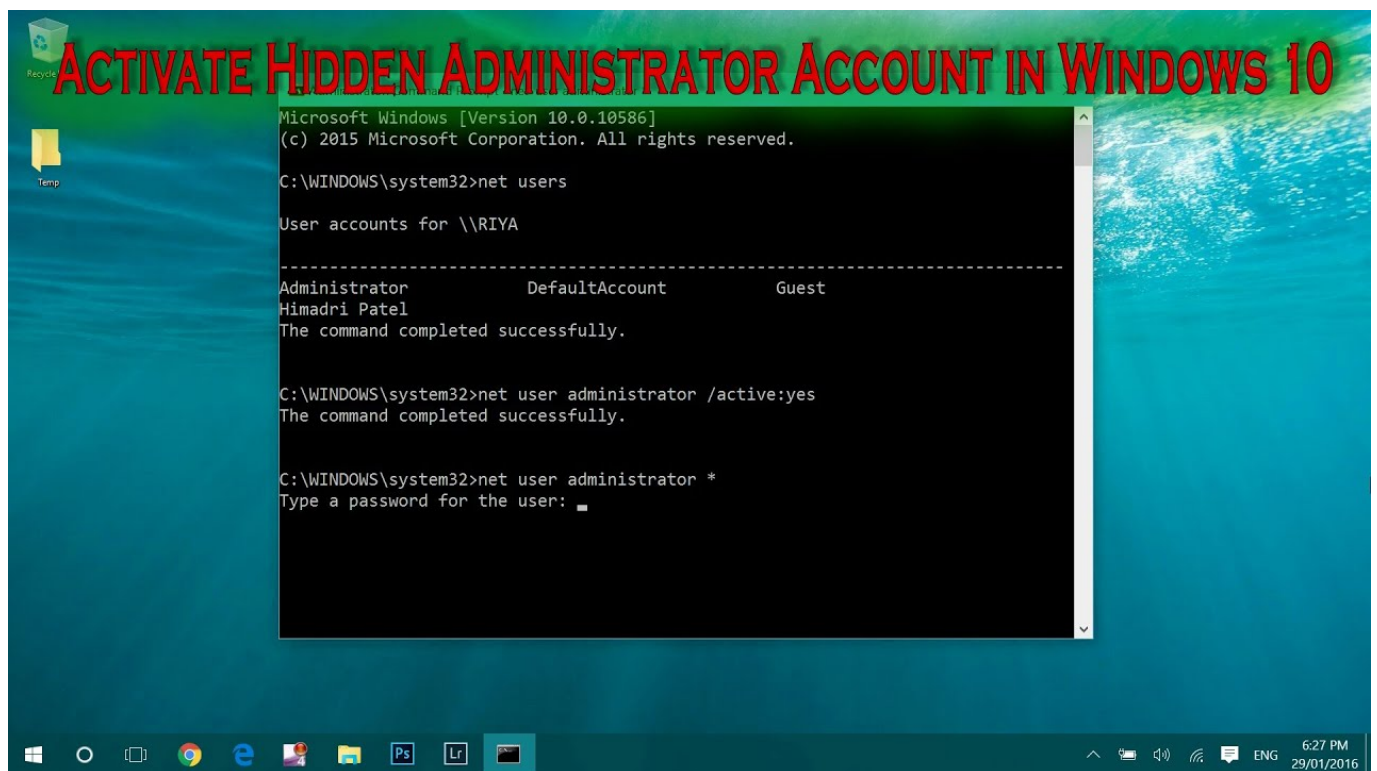 ACTIVATE HIDDEN ADMINISTRATOR ACCOUNT IN WINDOWS 10
Recycle
Temp
Microsoft Windows [Version 10.0.10586]
(c) 2015 Microsoft Corporation. All rights reserved.
C:\WINDOWS\system32>net users
User accounts for \\RIYA
-------------------------------------------------------------------------------
Administrator DefaultAccount Guest
Himadri Patel
The command completed successfully.
C:\WINDOWS\system32>net user administrator /active:yes
The command completed successfully.
C:\WINDOWS\system32>net user administrator *
Type a password for the user:
Ps Lr
ENG
6:27 PM
29/01/2016